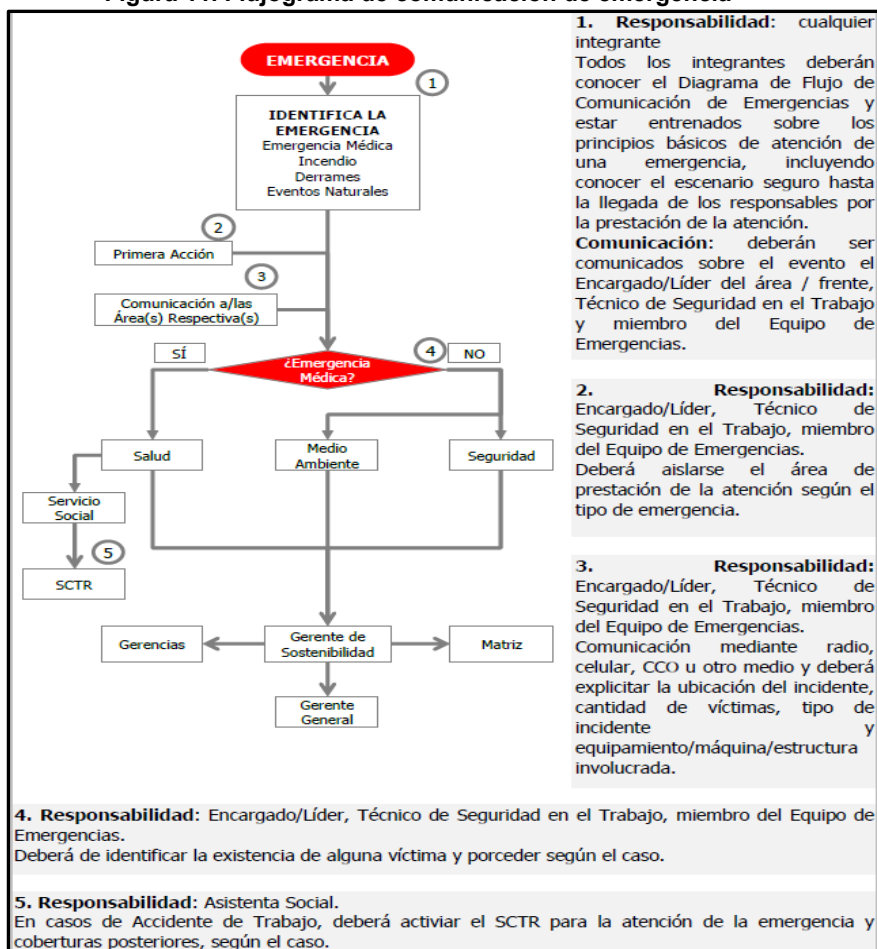 EMERGENCIA
1
IDENTIFICA LA
EMERGENCIA
Emergencia Médica
Incendio
Derrames
Eventos Naturales
2
Primera Acción
3
Comunicación a/las
Área(s) Respectiva(s)
SÍ
¿Emergencia
Médica?
4
NO
Salud
Medio
Ambiente
Seguridad
Servicio
Social
5
SCTR
Gerencias
Gerente de
Sostenibilidad
Matriz
Gerente
General
1. Responsabilidad: cualquier
integrante
Todos los integrantes deberán
conocer el Diagrama de Flujo de
Comunicación de Emergencias y
estar entrenados sobre los
principios básicos de atención de
una emergencia, incluyendo
conocer el escenario seguro hasta
la llegada de los responsables por
la prestación de la atención.
Comunicación: deberán ser
comunicados sobre el evento el
Encargado/Líder del área / frente,
Técnico de Seguridad en el Trabajo
y miembro del Equipo de
Emergencias.
2. Responsabilidad:
Encargado/Líder, Técnico de
Seguridad en el Trabajo, miembro
del Equipo de Emergencias.
Deberá aislarse el área de
prestación de la atención según el
tipo de emergencia.
3. Responsabilidad:
Encargado/Líder, Técnico de
Seguridad en el Trabajo, miembro
del Equipo de Emergencias.
Comunicación mediante radio,
celular, CCO u otro medio y deberá
explicitar la ubicación del incidente,
cantidad de víctimas, tipo de
incidente y
equipamiento/máquina/estructura
involucrada.
4. Responsabilidad: Encargado/Líder, Técnico de Seguridad en el Trabajo, miembro del Equipo de
Emergencias.
Deberá de identificar la existencia de alguna víctima y porceder según el caso.
5. Responsabilidad: Asistenta Social.
En casos de Accidente de Trabajo, deberá activiar el SCTR para la atención de la emergencia y
coberturas posteriores, según el caso.